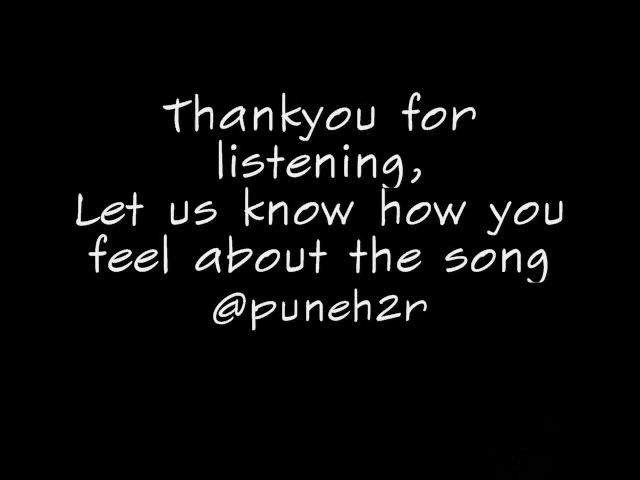 Thankyou for
listening,
Let us know how you
feel about the song
@puneh2r